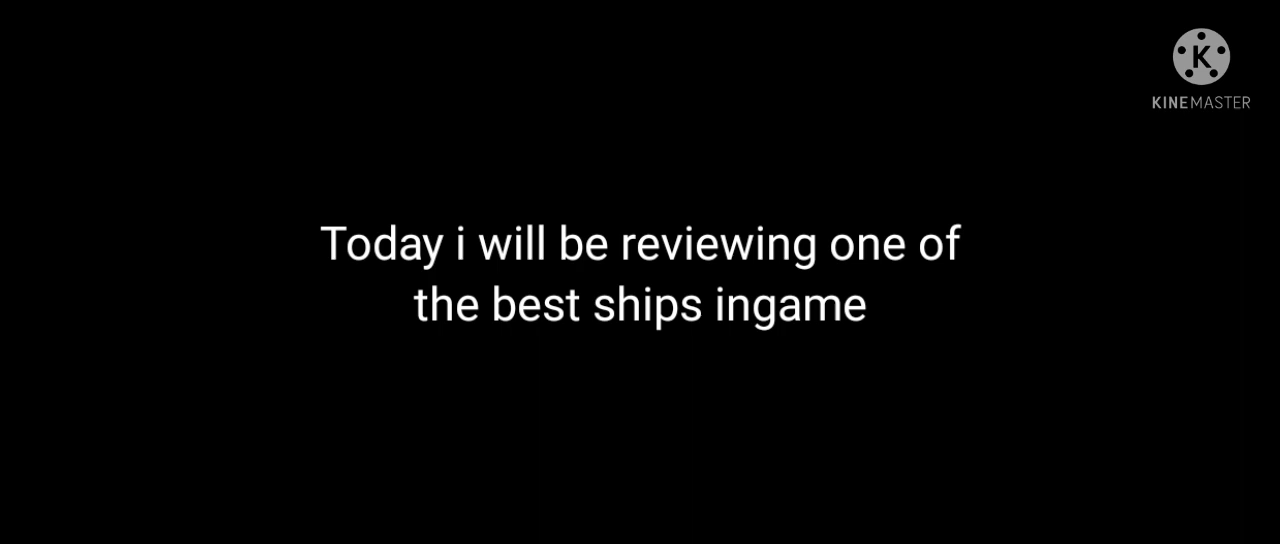 K
KINEMASTER
Today i will be reviewing one of
the best ships ingame